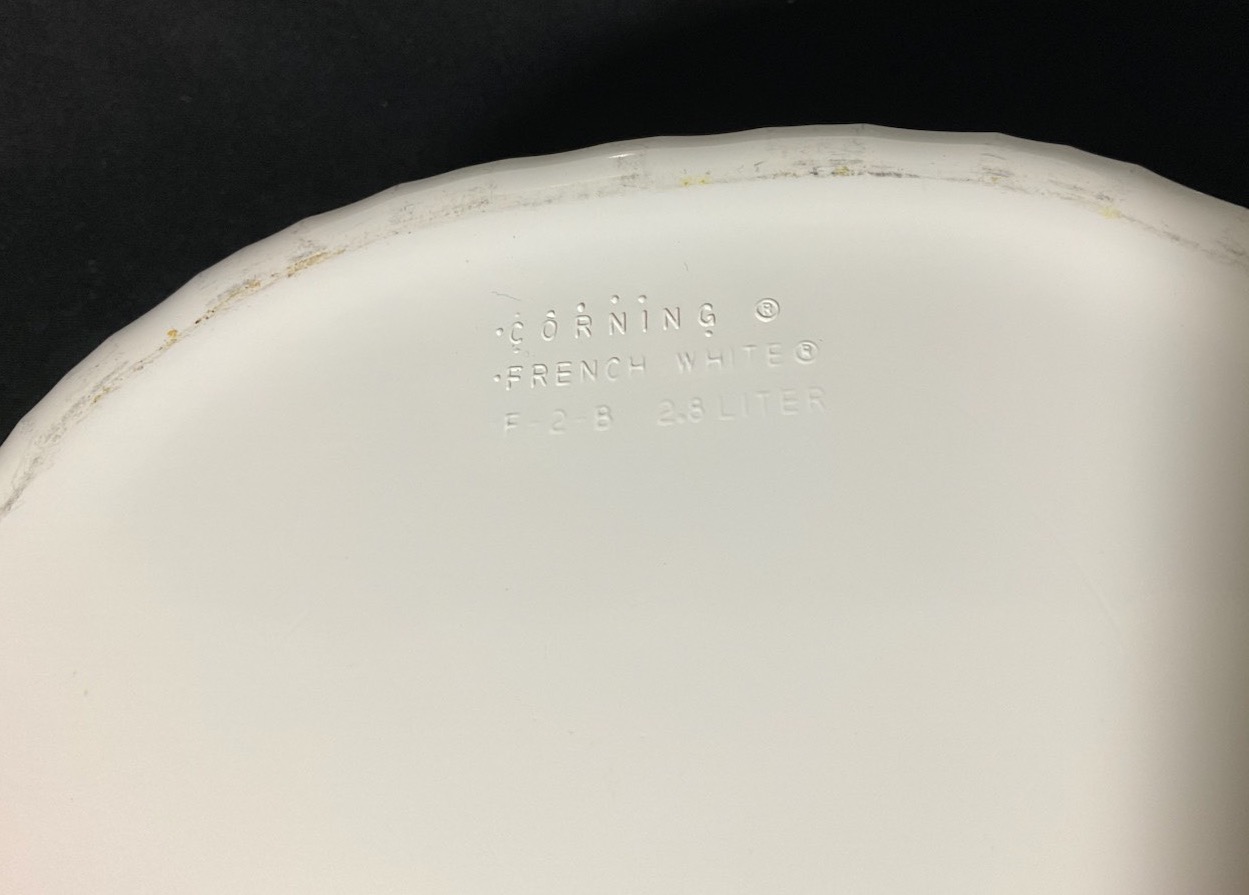 CORNING ®
FRENCH WHITE®
F-2-B 2.8 LITER